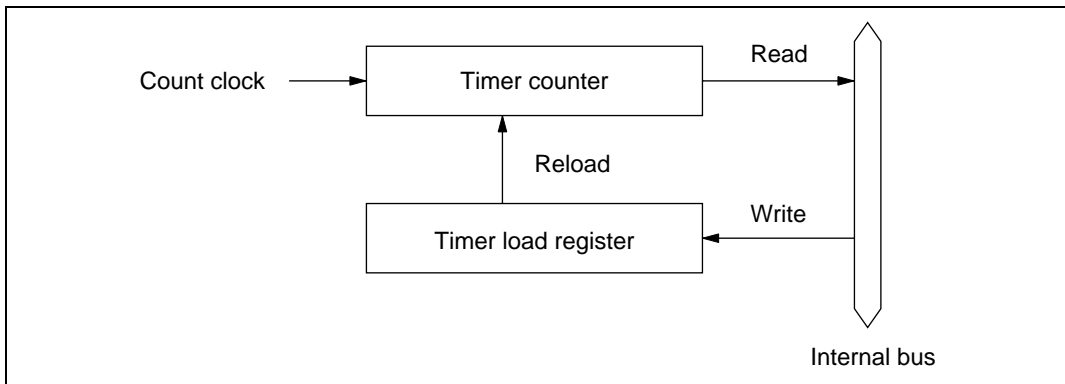 Read
Count clock
Timer counter
Reload
Write
Timer load register
Internal bus